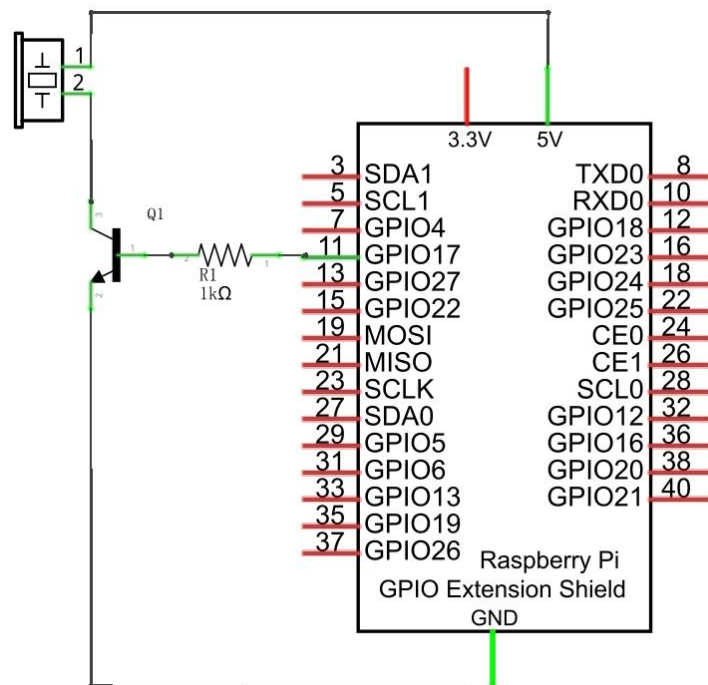 1
2
3.3V 5V
3 SDA1 TXD0 8
5 SCL1 RXD0 10
7 GPIO4 GPIO18 12
3
Q1
1
2
R1
1kΩ
1
11 GPIO17 GPIO23 16
13 GPIO27 GPIO24 18
2
15 GPIO22 GPIO25 22
19 MOSI CE0 24
21 MISO CE1 26
23 SCLK SCL0 28
27 SDA0 GPIO12 32
29 GPIO5 GPIO16 36
31 GPIO6 GPIO20 38
33 GPIO13 GPIO21 40
35 GPIO19
37 GPIO26
Raspberry Pi
GPIO Extension Shield
GND